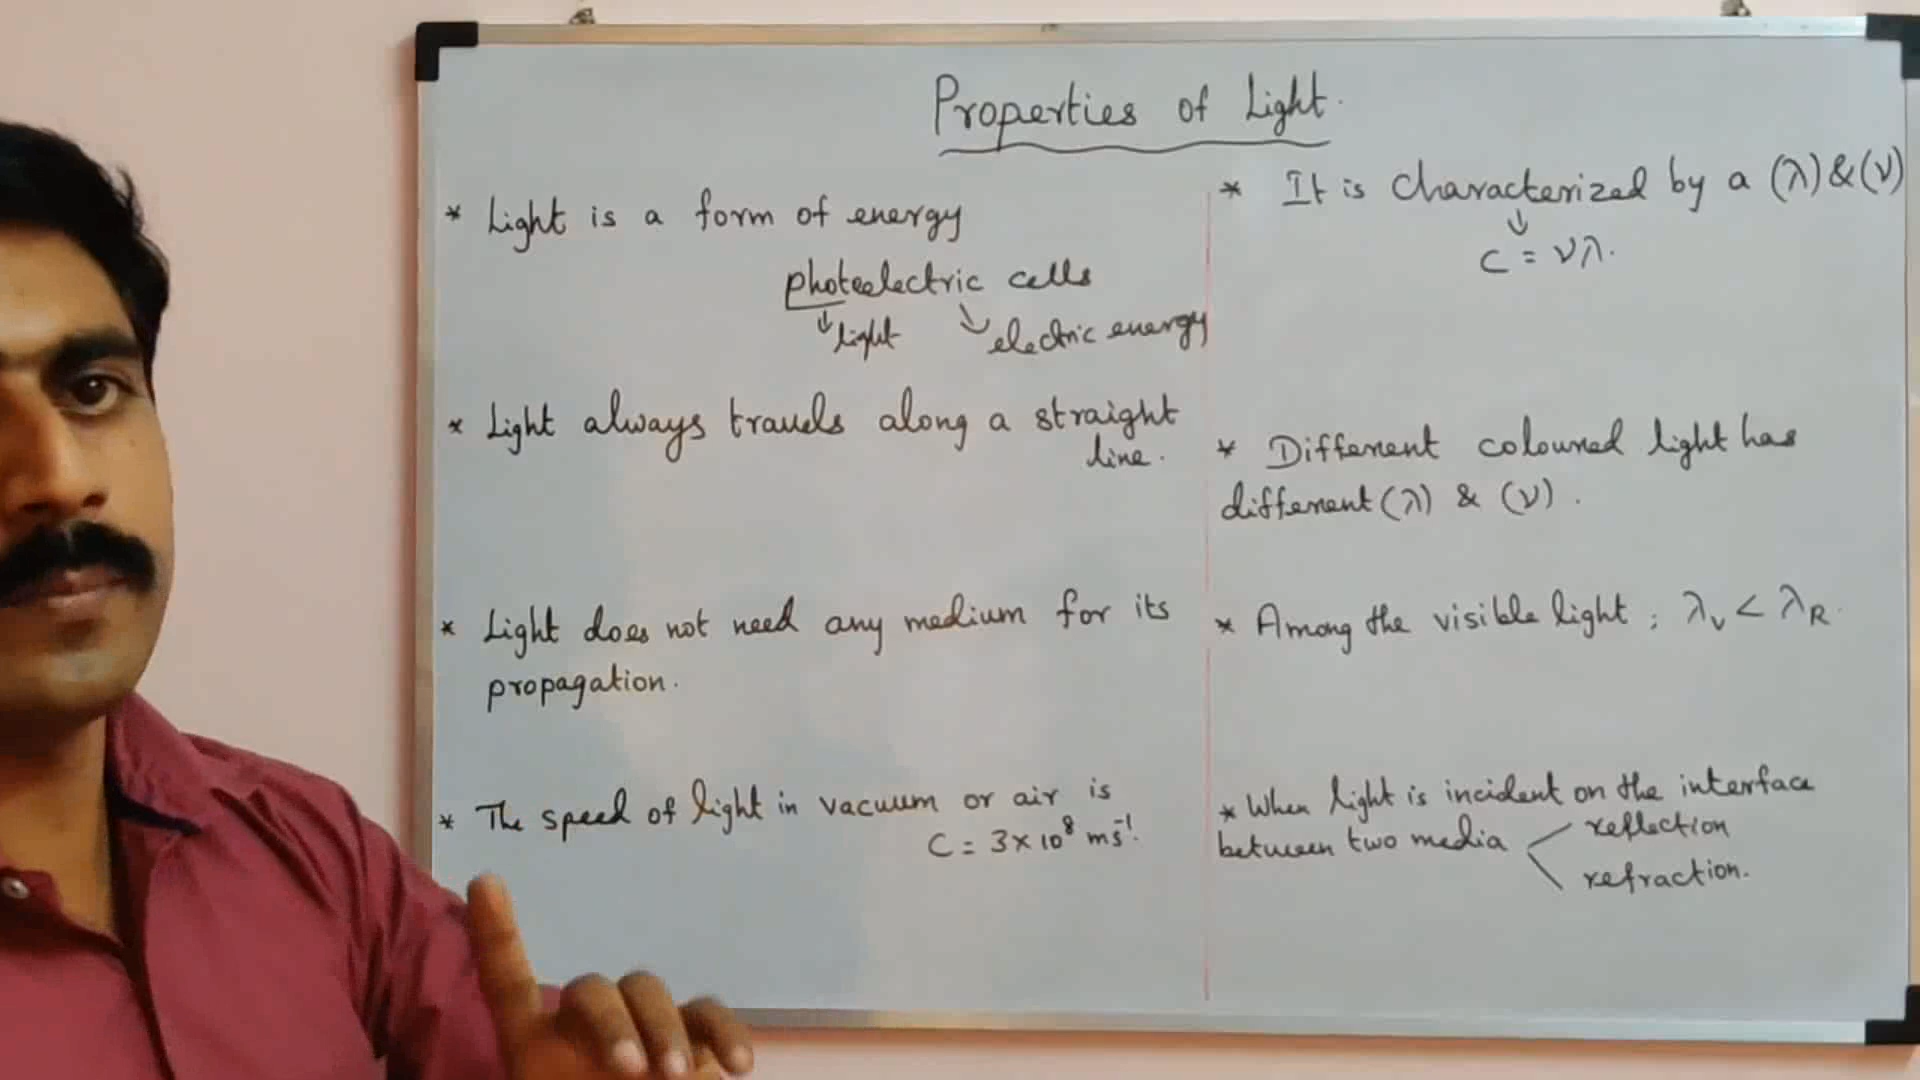 Properties of Light.
* Light is a form of energy
photoelectric cells
↓ light ↘ electric energy
* Light always travels along a straight
line.
* Light does not need any medium for its
propagation.
* The speed of light in vacuum or air is
C = 3×10⁸ ms⁻¹.
* It is characterized by a (λ) & (ν)
↓
C = νλ.
* Different coloured light has
different (λ) & (ν).
* Among the visible light ; λᵥ < λ_R.
* When light is incident on the interface
between two media
reflection
refraction.